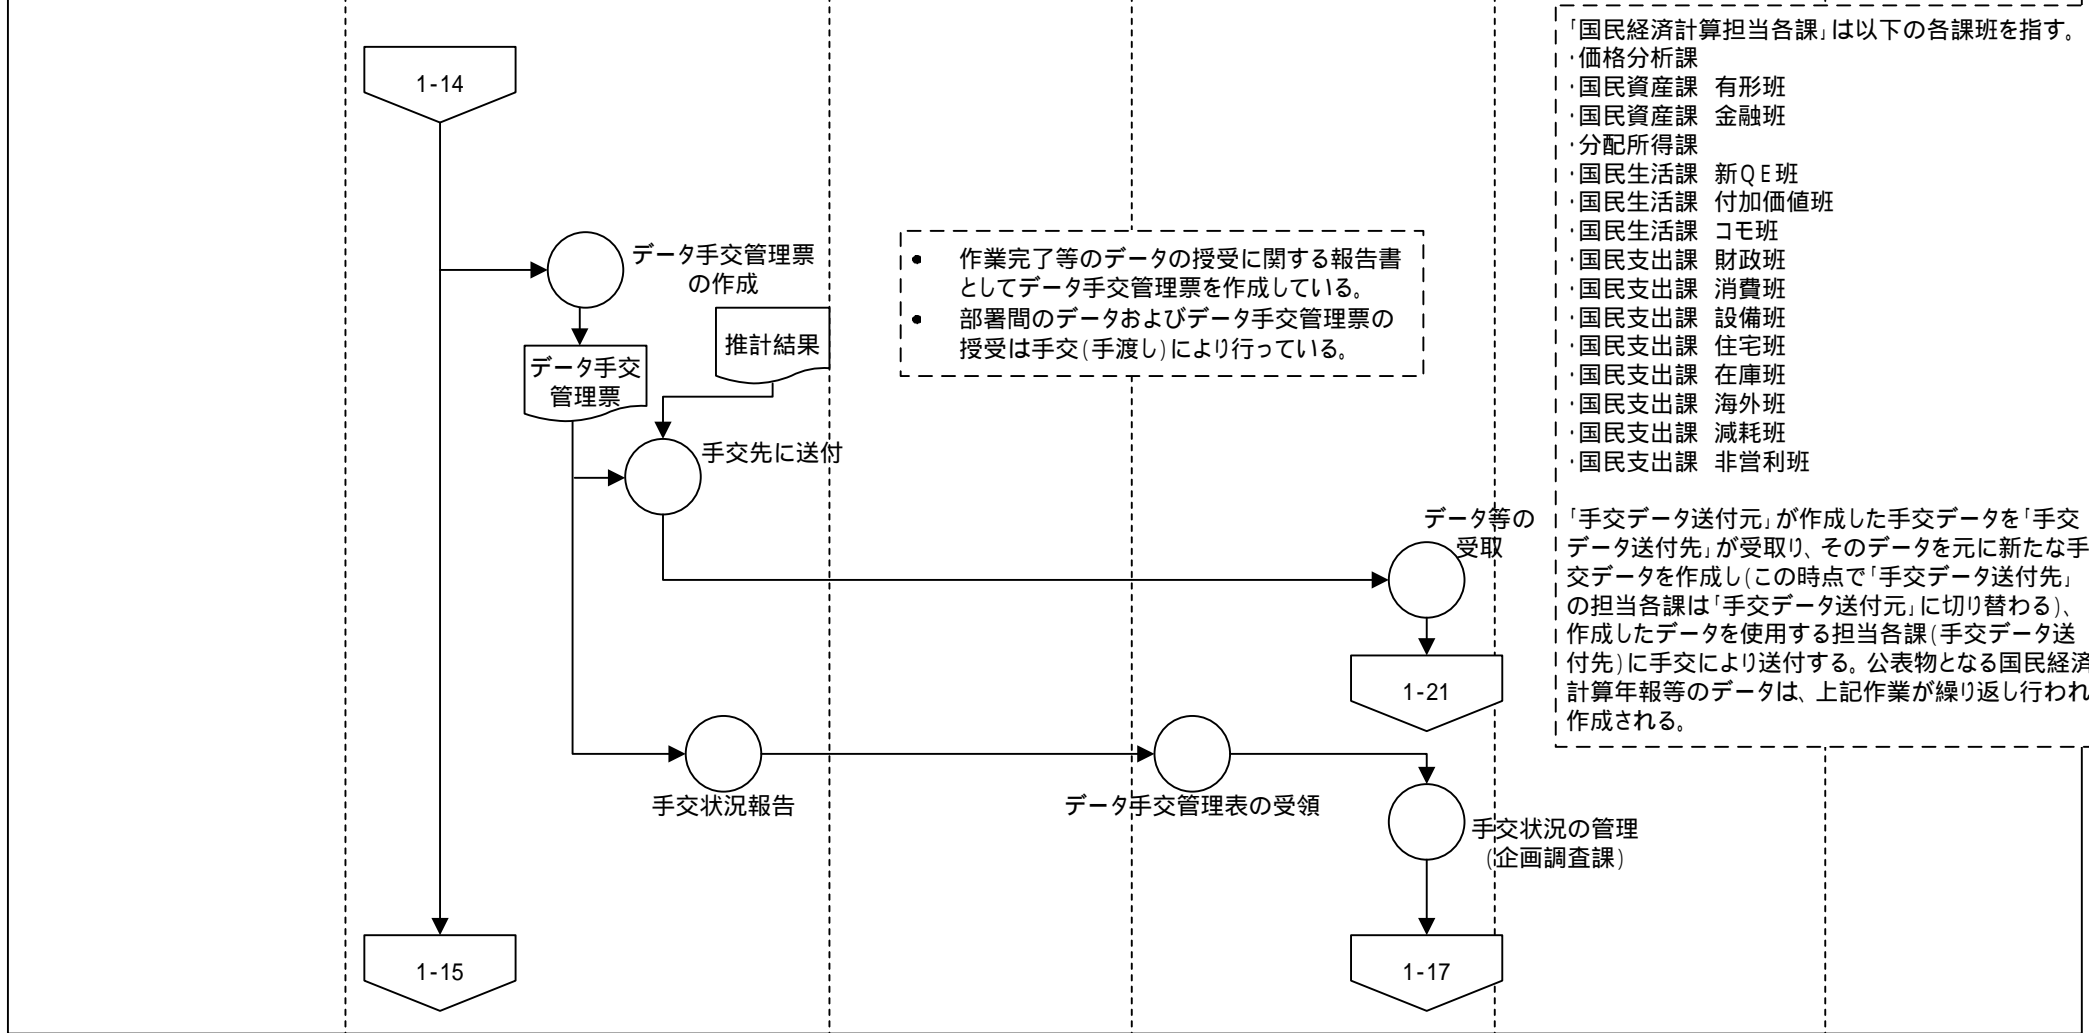 1-14
データ手交管理票
の作成
推計結果
データ手交
管理票
手交先に送付
• 作業完了等のデータの授受に関する報告書
としてデータ手交管理票を作成している。
• 部署間のデータおよびデータ手交管理票の
授受は手交(手渡し)により行っている。
データ等の
受取
1-21
手交状況報告
データ手交管理表の受領
手交状況の管理
(企画調査課)
1-15
1-17
「国民経済計算担当各課」は以下の各課班を指す。
・価格分析課
・国民資産課 有形班
・国民資産課 金融班
・分配所得課
・国民生活課 新QE班
・国民生活課 付加価値班
・国民生活課 コモ班
・国民支出課 財政班
・国民支出課 消費班
・国民支出課 設備班
・国民支出課 住宅班
・国民支出課 在庫班
・国民支出課 海外班
・国民支出課 減耗班
・国民支出課 非営利班
「手交データ送付元」が作成した手交データを「手交
データ送付先」が受取り、そのデータを元に新たな手
交データを作成し(この時点で「手交データ送付先」
の担当各課は「手交データ送付元」に切り替わる)、
作成したデータを使用する担当各課(手交データ送
付先)に手交により送付する。公表物となる国民経済
計算年報等のデータは、上記作業が繰り返し行われ
作成される。